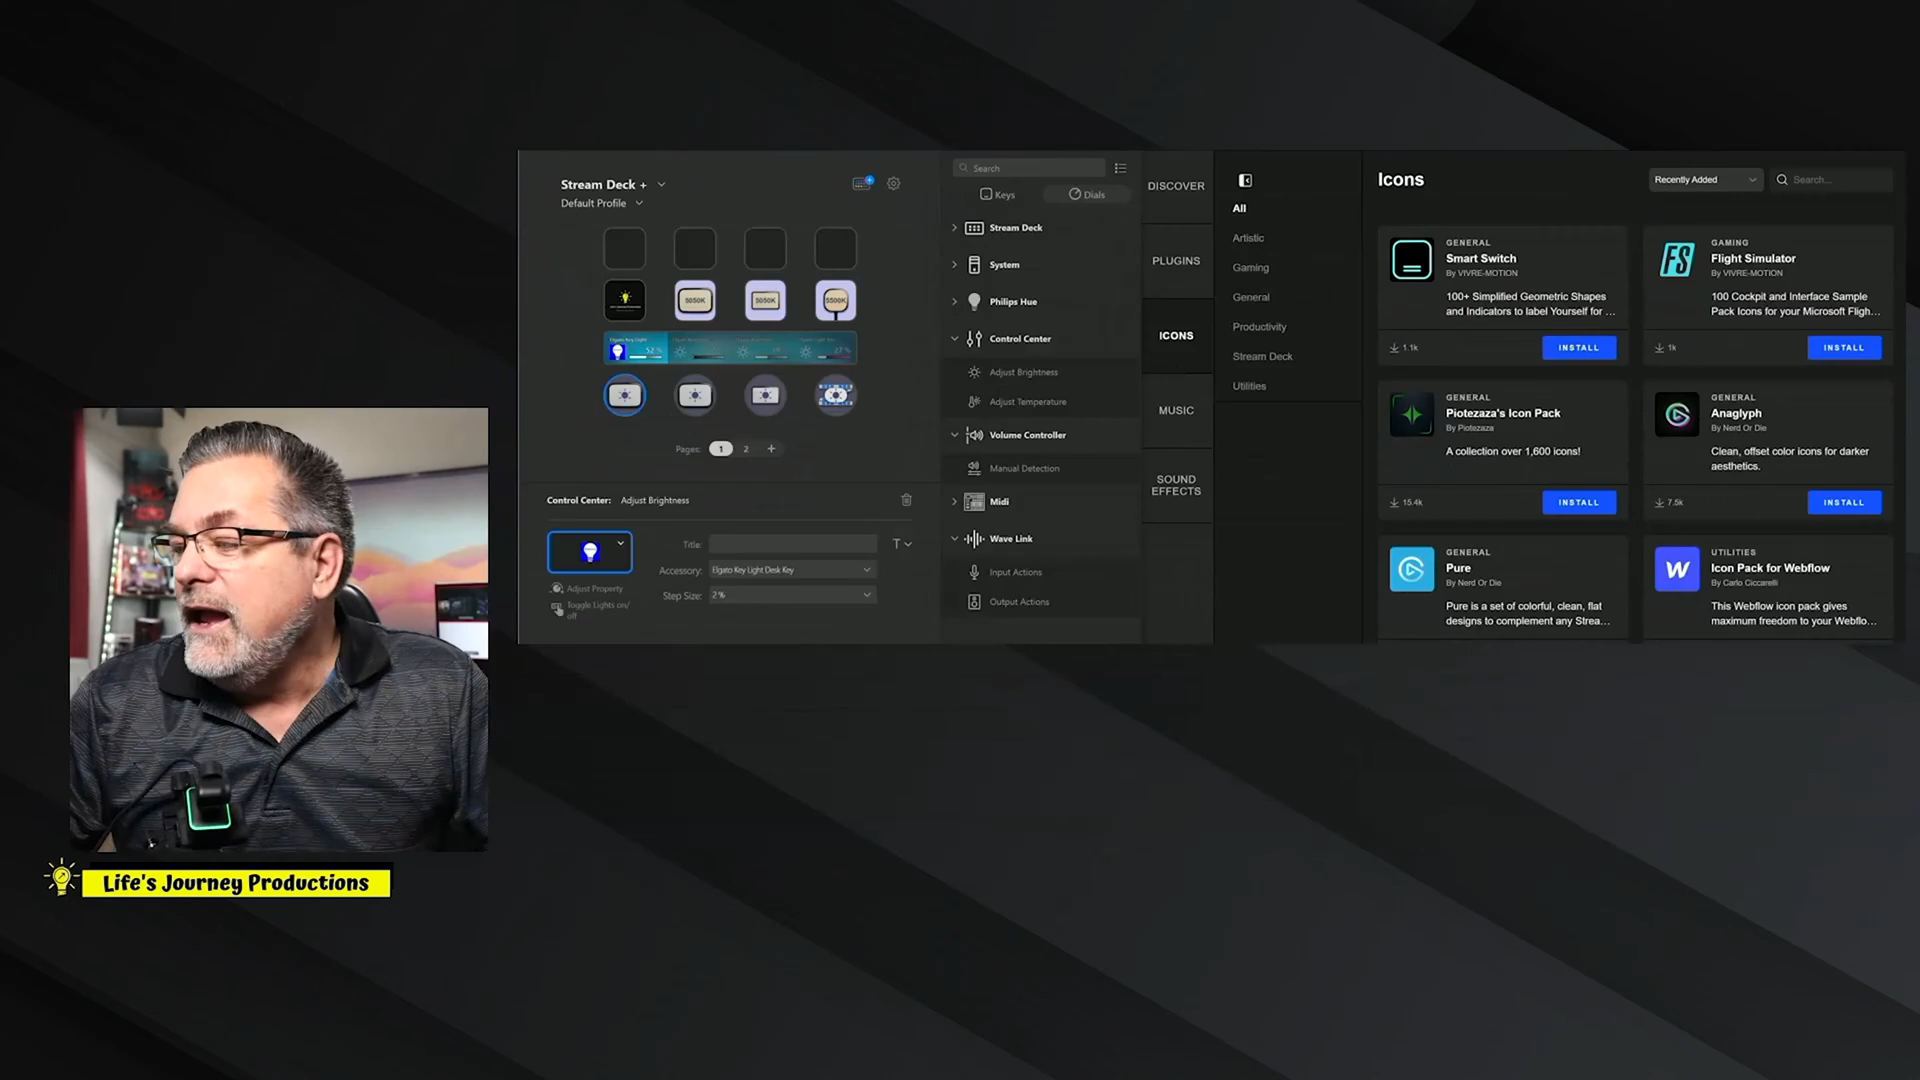 Stream Deck +
Default Profile
5050K
5050K
5500K
Elgato Key Light
52 %
Pages:
1
2
+
Control Center:
Adjust Brightness
Title:
T
Accessory:
Elgato Key Light Desk Key
Step Size:
2 %
Adjust Property
Toggle Lights on/
off
Search
Keys
Dials
Stream Deck
System
Philips Hue
Control Center
Adjust Brightness
Adjust Temperature
Volume Controller
Manual Detection
Midi
Wave Link
Input Actions
Output Actions
DISCOVER
PLUGINS
ICONS
MUSIC
SOUND
EFFECTS
All
Artistic
Gaming
General
Productivity
Stream Deck
Utilities
Icons
Recently Added
Search...
GENERAL
Smart Switch
By VIVRE-MOTION
100+ Simplified Geometric Shapes
and Indicators to label Yourself for ...
1.1k
INSTALL
FS
GAMING
Flight Simulator
By VIVRE-MOTION
100 Cockpit and Interface Sample
Pack Icons for your Microsoft Fligh...
1k
INSTALL
GENERAL
Piotezaza's Icon Pack
By Piotezaza
A collection over 1,600 icons!
15.4k
INSTALL
GENERAL
Anaglyph
By Nerd Or Die
Clean, offset color icons for darker
aesthetics.
7.5k
INSTALL
GENERAL
Pure
By Nerd Or Die
Pure is a set of colorful, clean, flat
designs to complement any Strea...
W
UTILITIES
Icon Pack for Webflow
By Carlo Ciccarelli
This Webflow icon pack gives
maximum freedom to your Webflo...
Life's Journey Productions